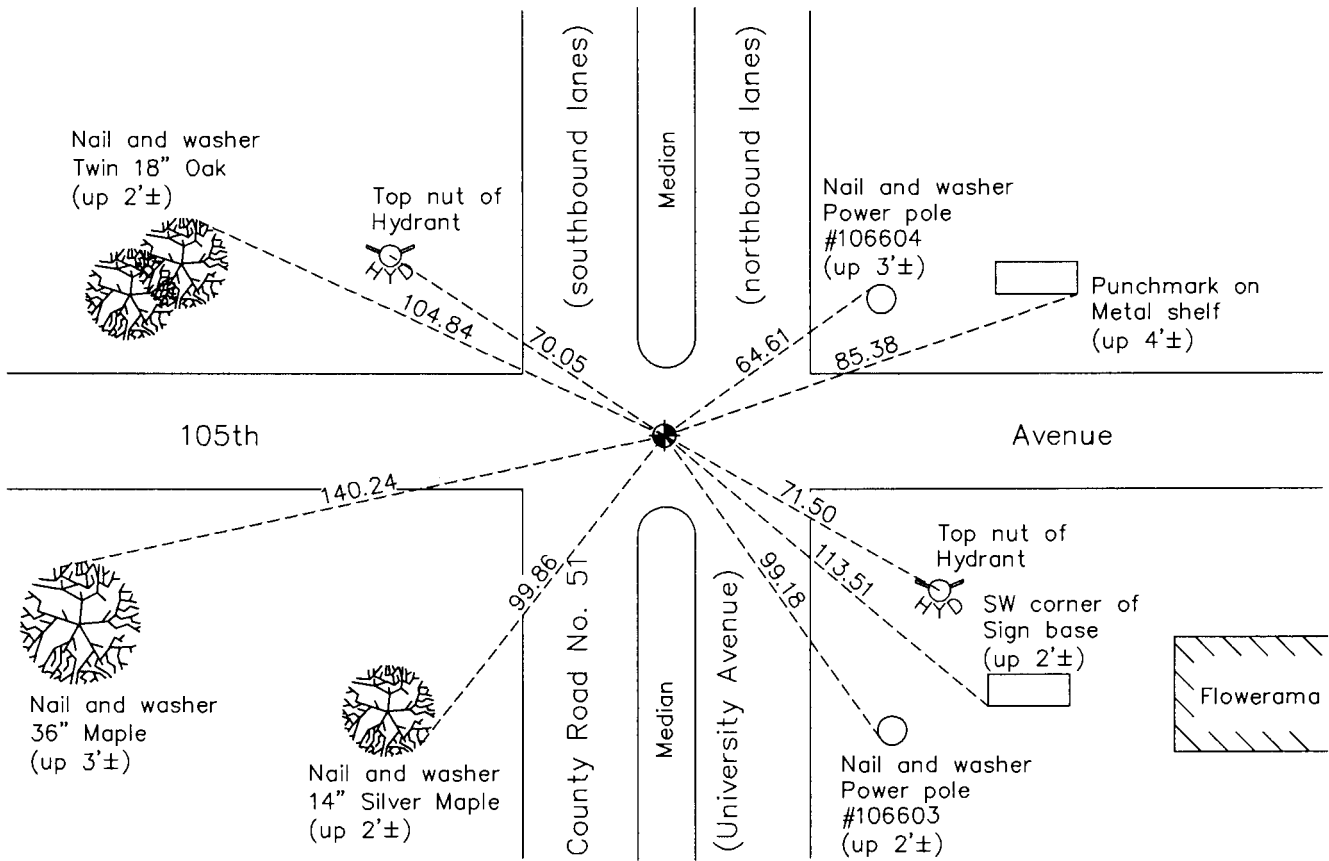 (southbound lanes)
Median
(northbound lanes)
Nail and washer
Twin 18" Oak
(up 2'±)
Top nut of
Hydrant
HYD
Nail and washer
Power pole
#106604
(up 3'±)
Punchmark on
Metal shelf
(up 4'±)
104.84
70.05
64.61
85.38
105th
Avenue
140.24
99.86
71.50
113.51
99.18
Top nut of
Hydrant
HYD
SW corner of
Sign base
(up 2'±)
Flowerama
Nail and washer
36" Maple
(up 3'±)
Nail and washer
14" Silver Maple
(up 2'±)
County Road No. 51
Median
(University Avenue)
Nail and washer
Power pole
#106603
(up 2'±)